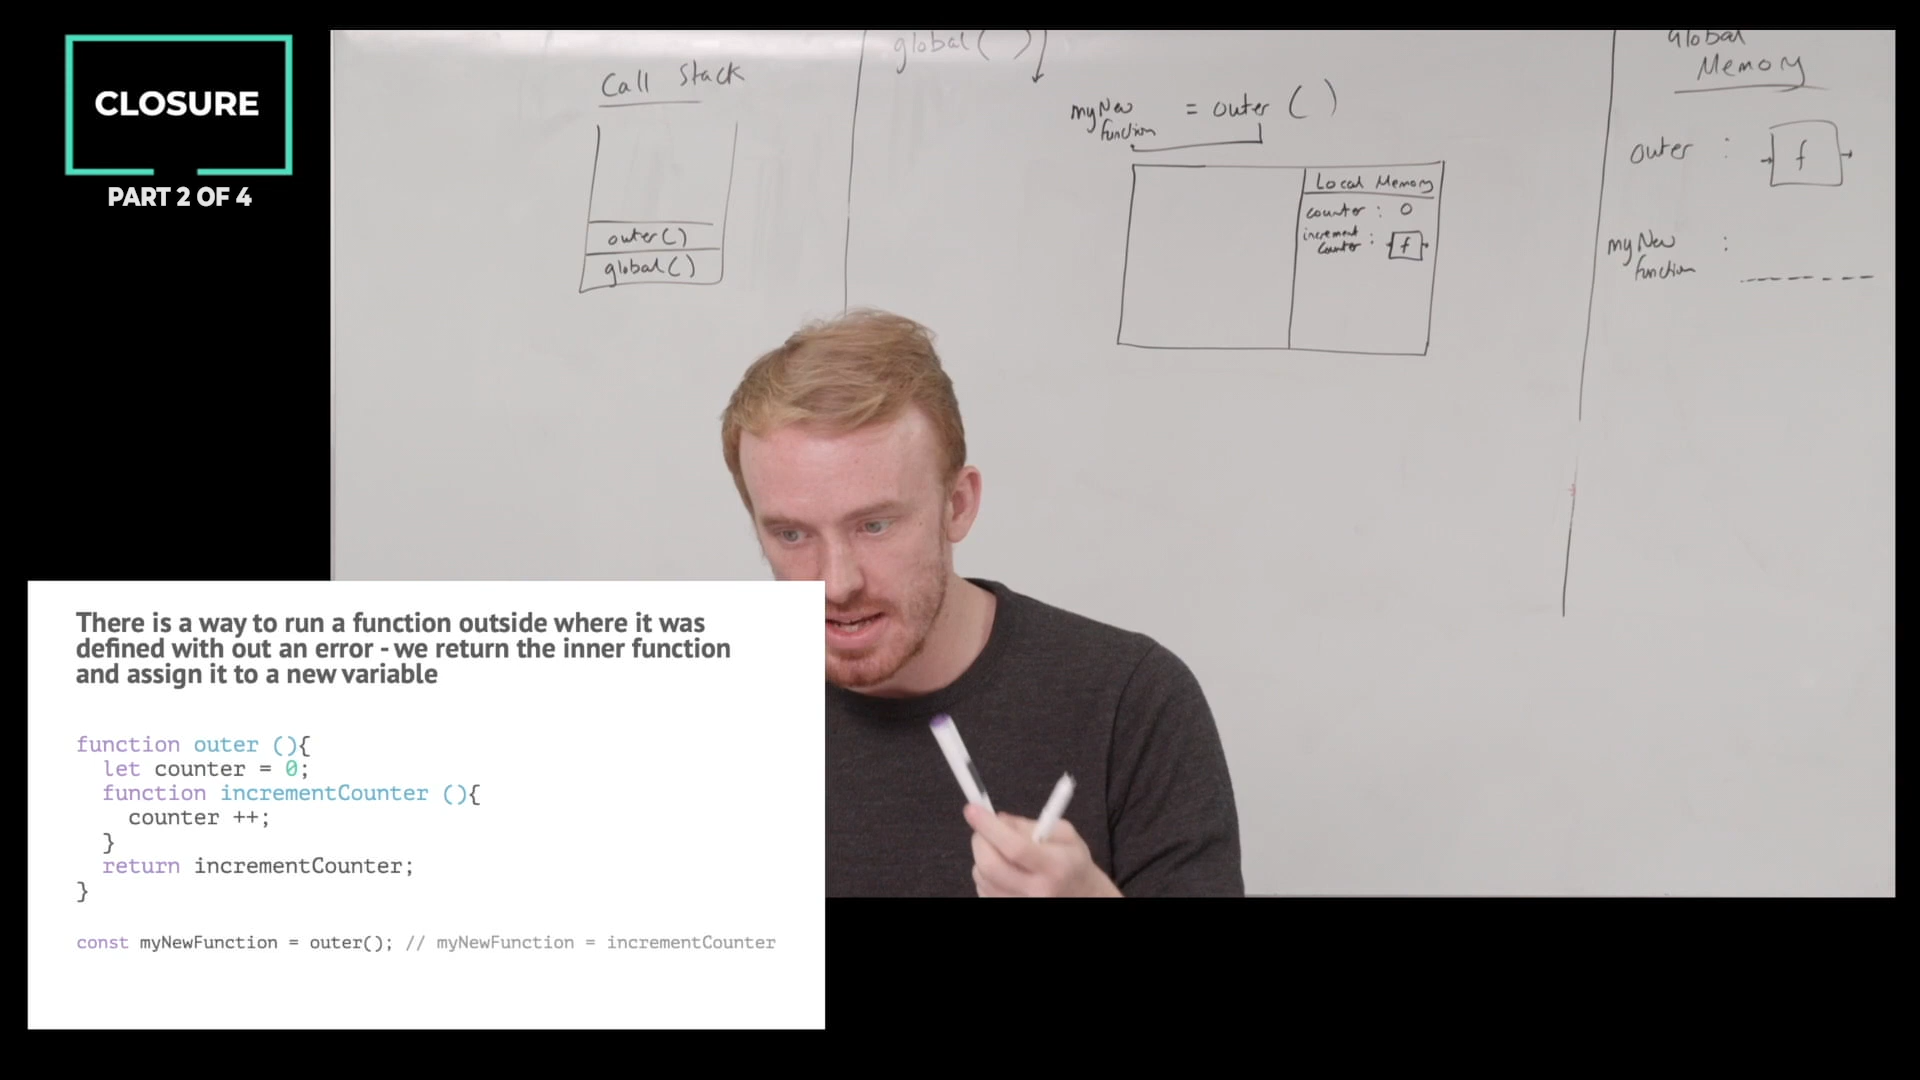 CLOSURE
PART 2 OF 4
Call Stack
outer()
global()
global( )
myNew
function
= outer ( )
Local Memory
counter : 0
increment
Counter : f
Global
Memory
outer : f
myNew
function :
There is a way to run a function outside where it was
defined with out an error - we return the inner function
and assign it to a new variable
function outer (){
let counter = 0;
function incrementCounter (){
counter ++;
}
return incrementCounter;
}
const myNewFunction = outer(); // myNewFunction = incrementCounter